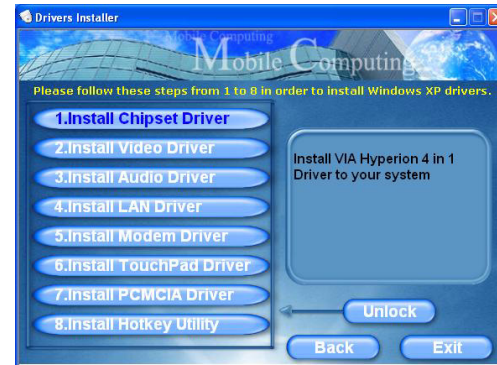 Drivers Installer
Mobile Computing
Mobile Computing
Please follow these steps from 1 to 8 in order to install Windows XP drivers.
1.Install Chipset Driver
2.Install Video Driver
3.Install Audio Driver
4.Install LAN Driver
5.Install Modem Driver
6.Install TouchPad Driver
7.Install PCMCIA Driver
8.Install Hotkey Utility
Install VIA Hyperion 4 in 1
Driver to your system
Unlock
Back
Exit